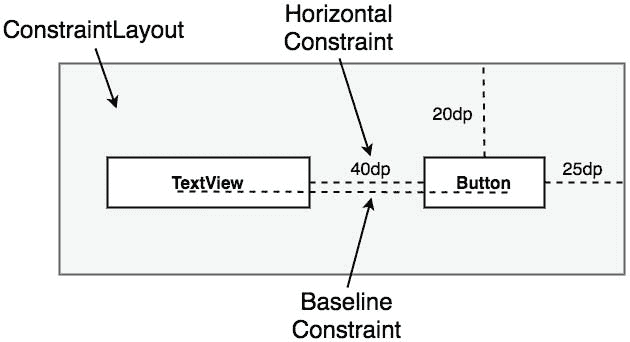 ConstraintLayout
Horizontal
Constraint
20dp
TextView
40dp
Button
25dp
Baseline
Constraint